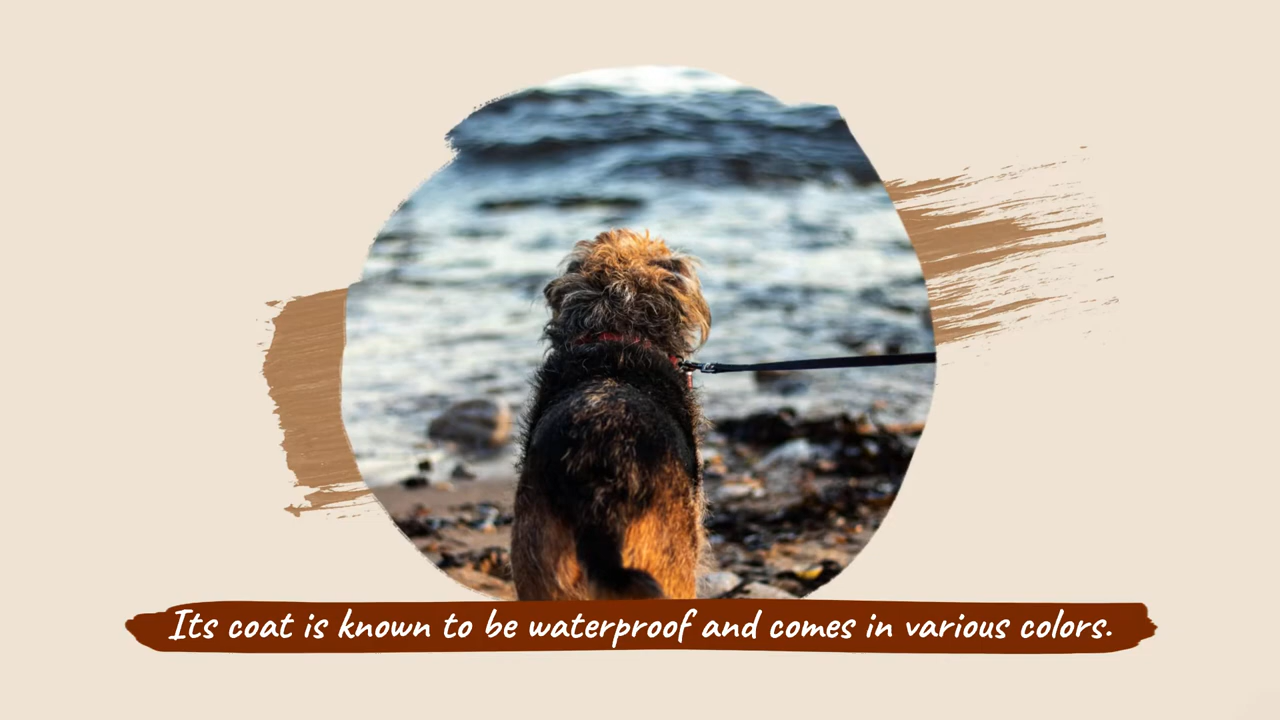 Its coat is known to be waterproof and comes in various colors.